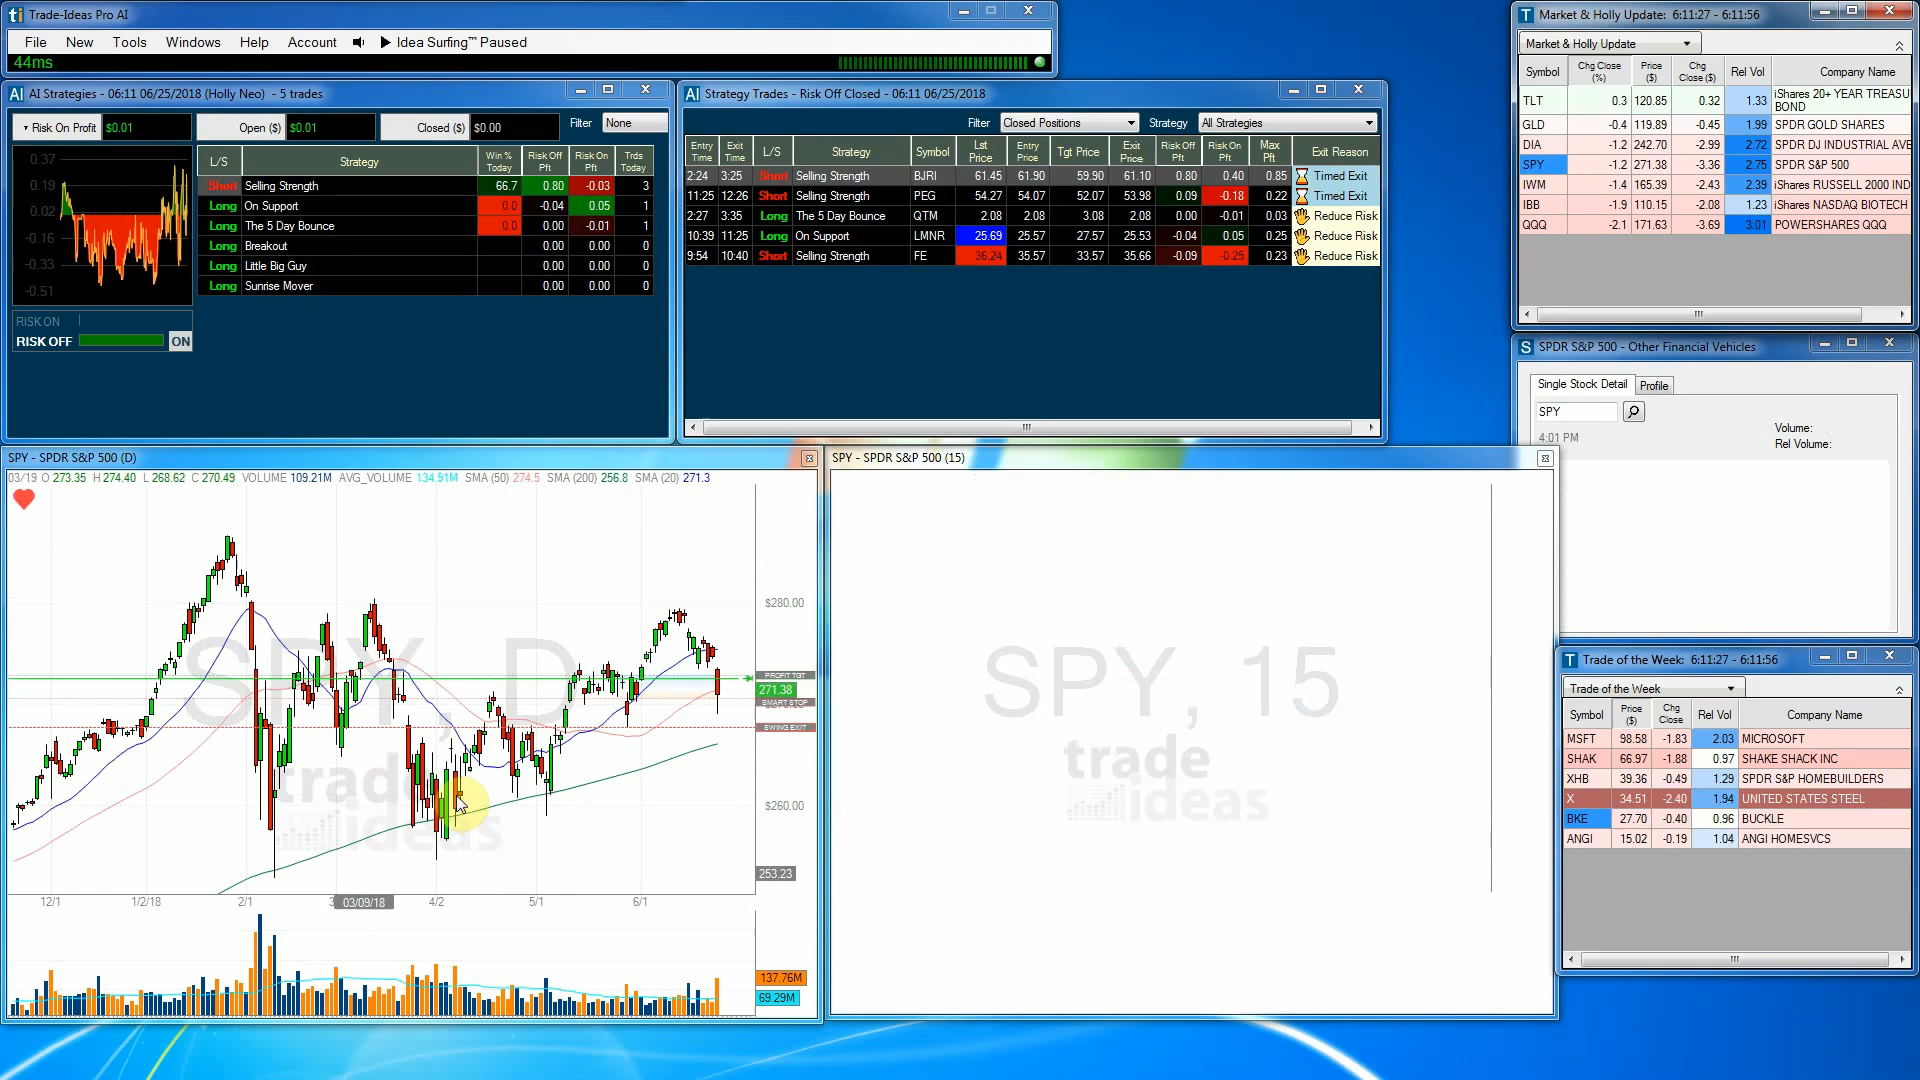 Trade-Ideas Pro AI
File New Tools Windows Help Account Idea Surfing™ Paused
44ms
AI Strategies - 06:11 06/25/2018 (Holly Neo) - 5 trades
Risk On Profit $0.01 Open ($) $0.01 Closed ($) $0.00 Filter None
0.37
0.19
0.02
-0.16
-0.33
-0.51
RISK ON
RISK OFF ON
L/S Strategy Win % Today Risk Off Pft Risk On Pft Trds Today
Short Selling Strength 66.7 0.80 -0.03 3
Long On Support 0.0 -0.04 0.05 1
Long The 5 Day Bounce 0.0 0.00 -0.01 1
Long Breakout 0.00 0.00 0
Long Little Big Guy 0.00 0.00 0
Long Sunrise Mover 0.00 0.00 0
Strategy Trades - Risk Off Closed - 06:11 06/25/2018
Filter Closed Positions Strategy All Strategies
Entry Time Exit Time L/S Strategy Symbol Lst Price Entry Price Tgt Price Exit Price Risk Off Pft Risk On Pft Max Pft Exit Reason
2:24 3:25 Short Selling Strength BJRI 61.45 61.90 59.90 61.10 0.80 0.40 0.85 Timed Exit
11:25 12:26 Short Selling Strength PEG 54.27 54.07 52.07 53.98 0.09 -0.18 0.22 Timed Exit
2:27 3:35 Long The 5 Day Bounce QTM 2.08 2.08 3.08 2.08 0.00 -0.01 0.03 Reduce Risk
10:39 11:25 Long On Support LMNR 25.69 25.57 27.57 25.53 -0.04 0.05 0.25 Reduce Risk
9:54 10:40 Short Selling Strength FE 36.24 35.57 33.57 35.66 -0.09 -0.25 0.23 Reduce Risk
Market & Holly Update: 6:11:27 - 6:11:56
Market & Holly Update
Symbol Chg Close (%) Price ($) Chg Close ($) Rel Vol Company Name
TLT 0.3 120.85 0.32 1.33 iShares 20+ YEAR TREASU BOND
GLD -0.4 119.89 -0.45 1.99 SPDR GOLD SHARES
DIA -1.2 242.70 -2.99 2.72 SPDR DJ INDUSTRIAL AVE
SPY -1.2 271.38 -3.36 2.75 SPDR S&P 500
IWM -1.4 165.39 -2.43 2.39 iShares RUSSELL 2000 IND
IBB -1.9 110.15 -2.08 1.23 iShares NASDAQ BIOTECH
QQQ -2.1 171.63 -3.69 3.01 POWERSHARES QQQ
SPDR S&P 500 - Other Financial Vehicles
Single Stock Detail Profile
SPY
4:01 PM
Volume:
Rel Volume:
SPY - SPDR S&P 500 (D)
03/19 O 273.35 H 274.40 L 268.62 C 270.49 VOLUME 109.21M AVG_VOLUME 134.91M SMA (50) 274.5 SMA (200) 256.8 SMA (20) 271.3
SPY, D
trade
ideas
$280.00
PROFIT TGT
271.38
SMART STOP
SWING EXIT
$260.00
253.23
12/1 1/2/18 2/1 03/09/18 4/2 5/1 6/1
137.76M
69.29M
SPY - SPDR S&P 500 (15)
SPY, 15
trade
ideas
Trade of the Week: 6:11:27 - 6:11:56
Trade of the Week
Symbol Price ($) Chg Close Rel Vol Company Name
MSFT 98.58 -1.83 2.03 MICROSOFT
SHAK 66.97 -1.88 0.97 SHAKE SHACK INC
XHB 39.36 -0.49 1.29 SPDR S&P HOMEBUILDERS
X 34.51 -2.40 1.94 UNITED STATES STEEL
BKE 27.70 -0.40 0.96 BUCKLE
ANGI 15.02 -0.19 1.04 ANGI HOMESVCS